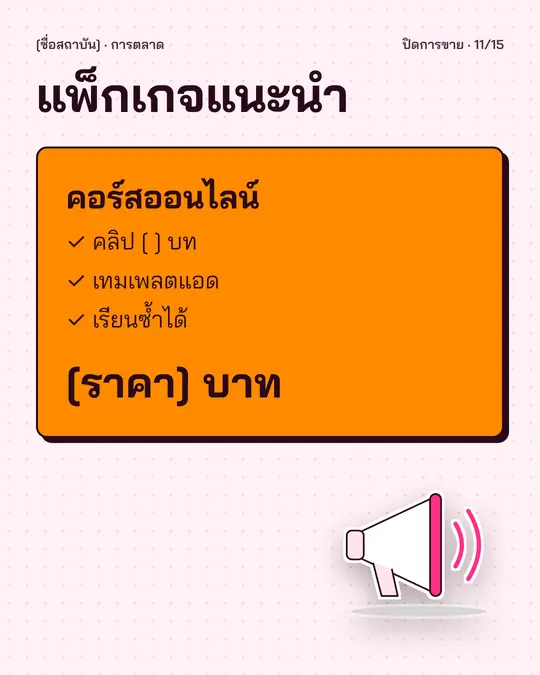 [ชื่อสถาบัน] · การตลาด
ปิดการขาย · 11/15
แพ็กเกจแนะนำ
คอร์สออนไลน์
✓ คลิป [ ] บท
✓ เทมเพลตแอด
✓ เรียนซ้ำได้
[ราคา] บาท